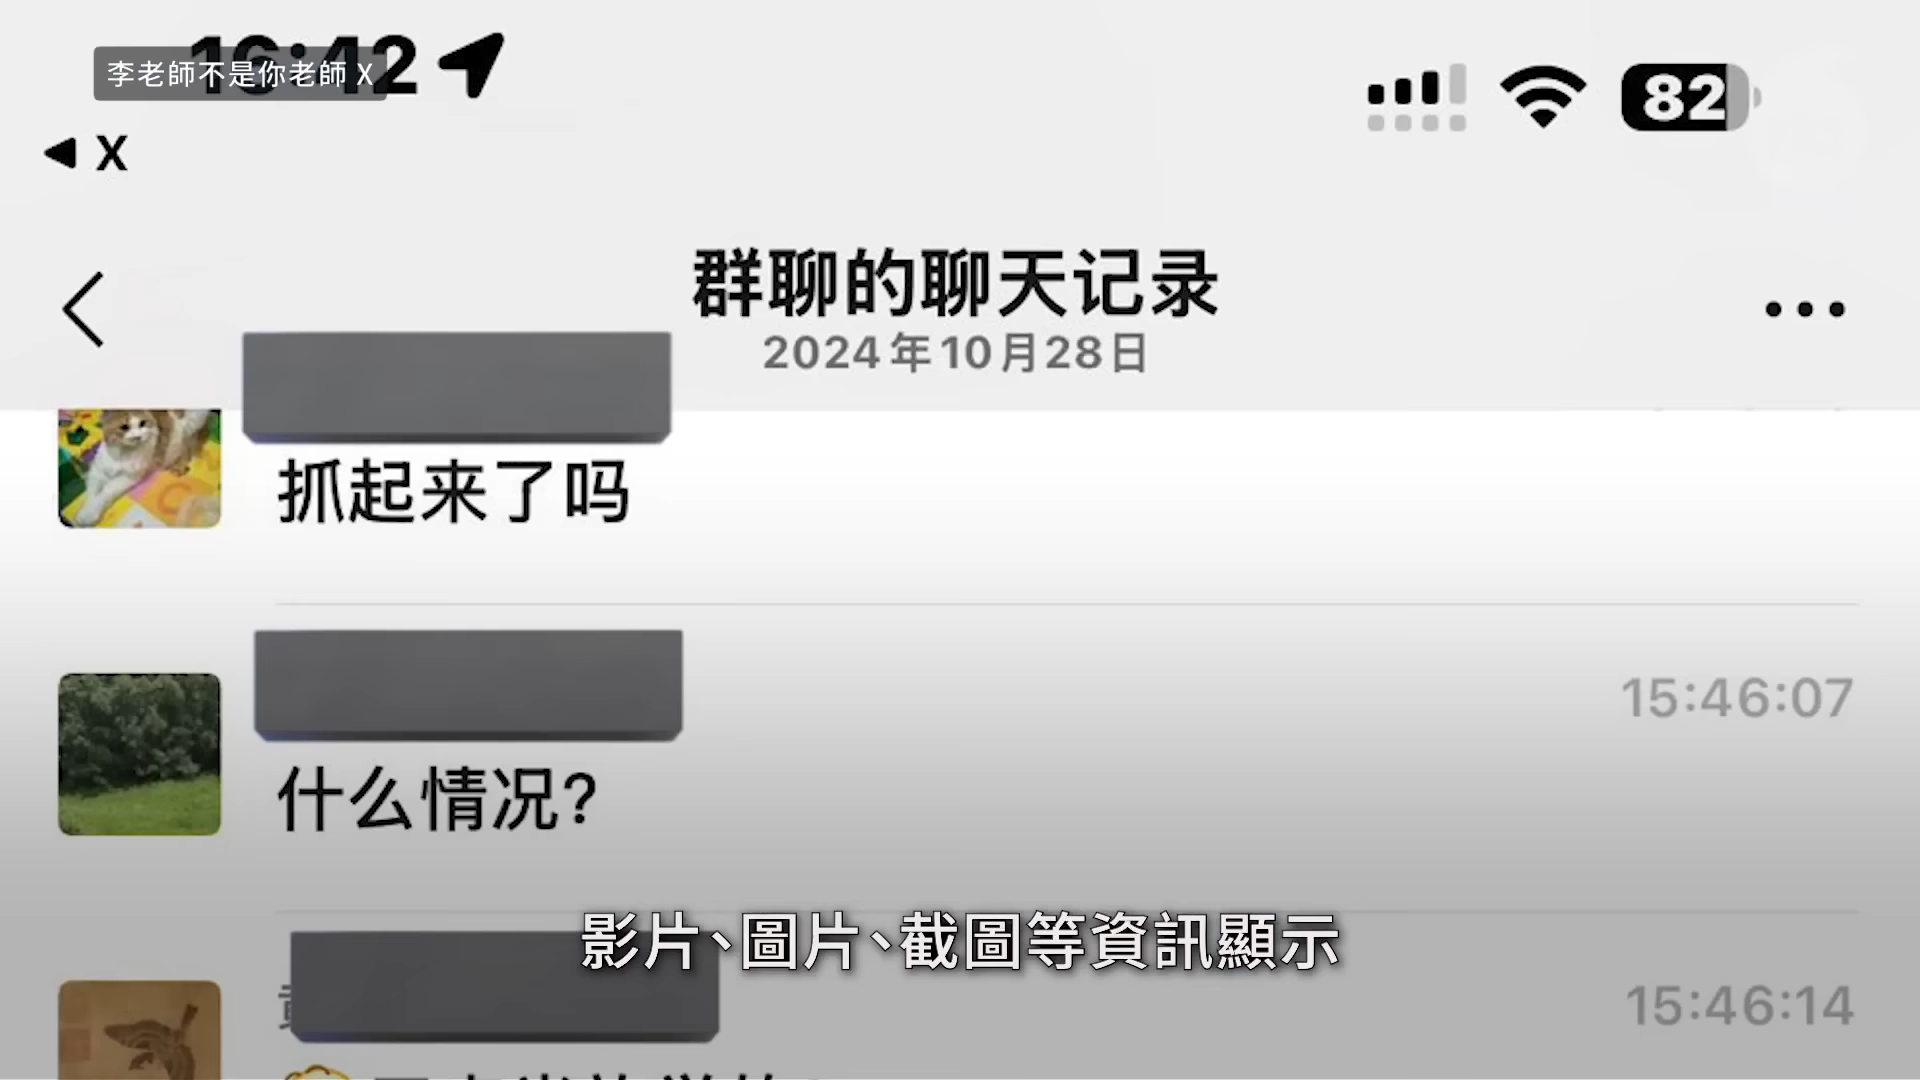 16:42
李老師不是你老師 X
82
X
群聊的聊天记录
2024年10月28日
抓起来了吗
15:46:07
什么情况?
影片、圖片、截圖等資訊顯示
15:46:14